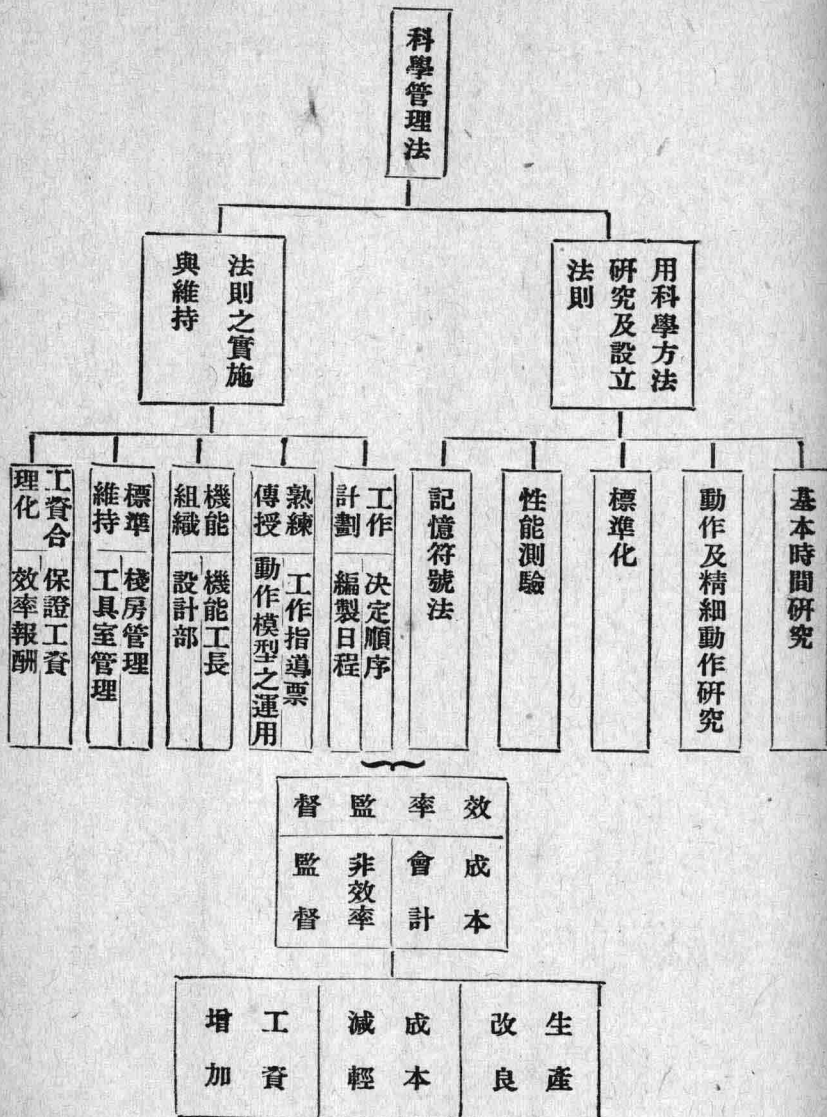 科學管理法
用科學方法
研究及設立
法則
法則之實施
與維持
基本時間研究
動作及精細動作研究
標準化
性能測驗
記憶符號法
工作
計劃
決定順序
編製日程
熟練
傳授
工作指導票
動作模型之運用
機能
組織
機能工長
設計部
標準
維持
棧房管理
工具室管理
工資合
理化
保證工資
效率報酬
效率監督
成本
會計
非效率
監督
生產
改良
成本
減輕
工資
增加